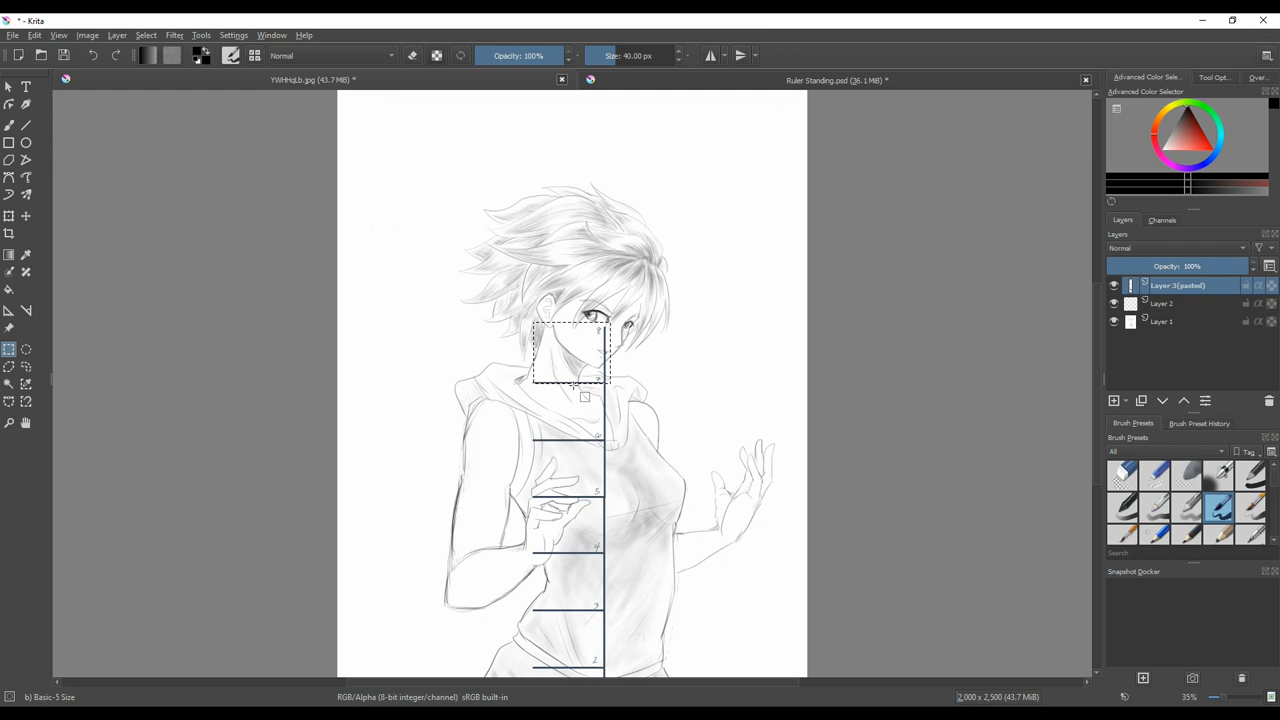 * - Krita
File Edit View Image Layer Select Filter Tools Settings Window Help
Normal
Opacity: 100%
Size: 40.00 px
YWHHqLb.jpg (43.7 MiB) *
Ruler Standing.psd (36.1 MiB) *
Advanced Color Sele...
Tool Opt...
Over...
Advanced Color Selector
Layers
Channels
Layers
Normal
Opacity: 100%
Layer 3(pasted)
Layer 2
Layer 1
Brush Presets
Brush Preset History
Brush Presets
All
Tag
Search
Snapshot Docker
8
7
6
5
4
3
2
b) Basic-5 Size
RGB/Alpha (8-bit integer/channel) sRGB built-in
2,000 x 2,500 (43.7 MiB)
35%